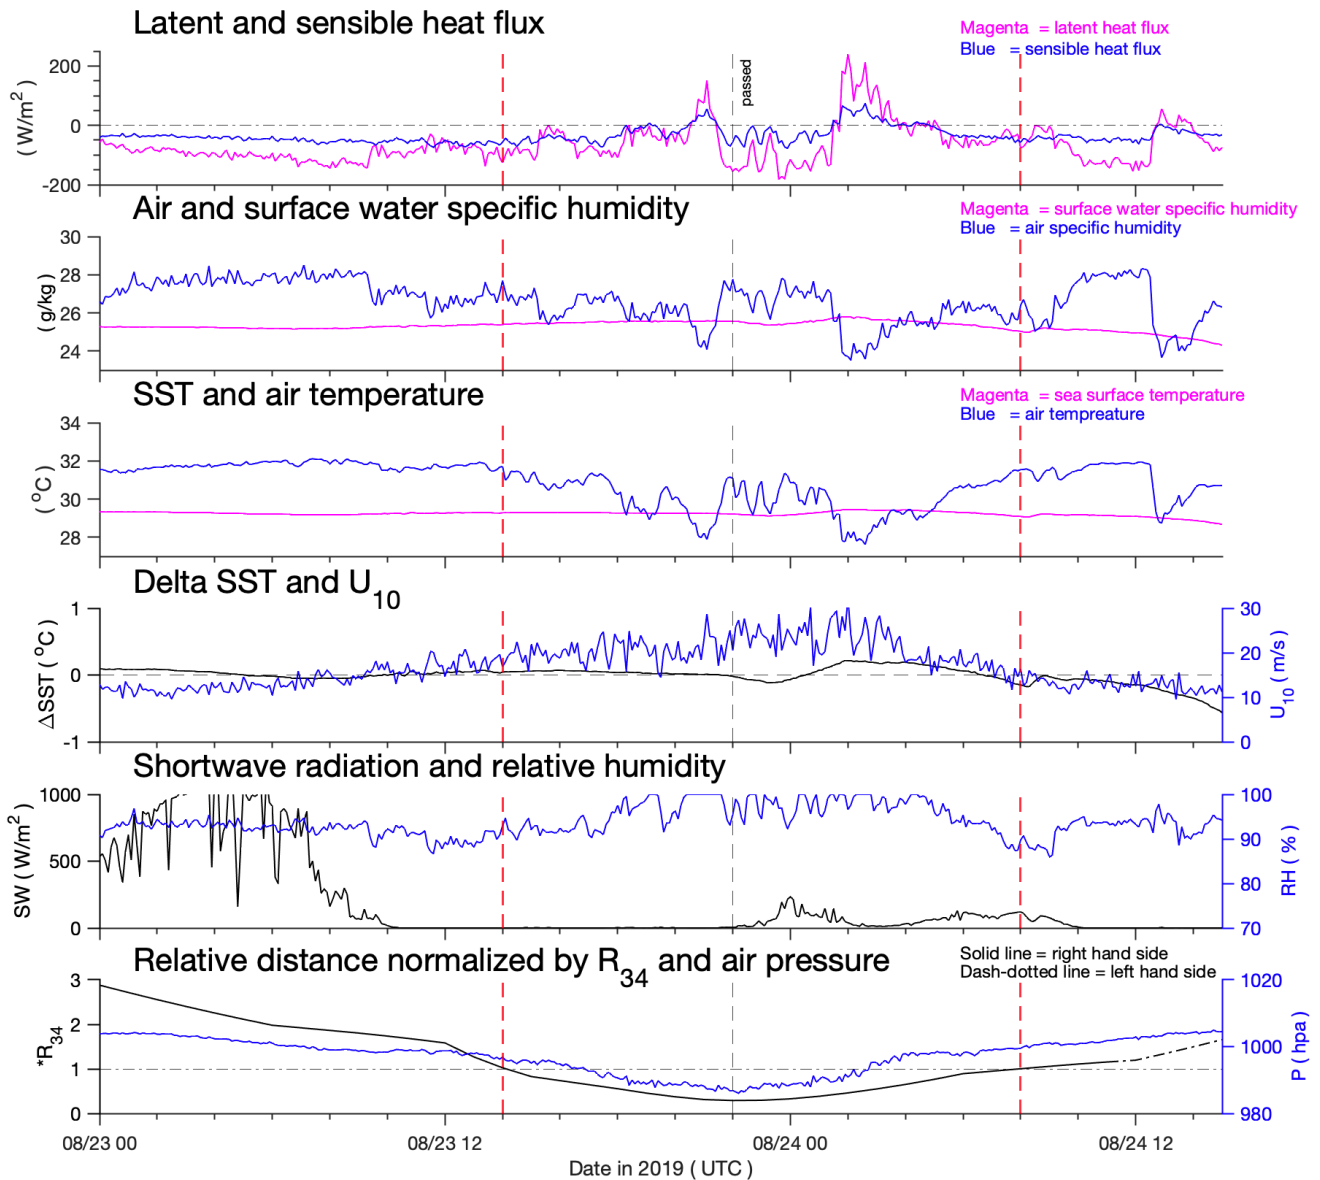 Latent and sensible heat flux
Magenta = latent heat flux
Blue = sensible heat flux
passed
200
0
-200
( W/m2 )
Air and surface water specific humidity
Magenta = surface water specific humidity
Blue = air specific humidity
30
28
26
24
( g/kg )
SST and air temperature
Magenta = sea surface temperature
Blue = air tempreature
34
32
30
28
( oC )
Delta SST and U10
1
0
-1
ΔSST ( oC )
30
20
10
0
U10 ( m/s )
Shortwave radiation and relative humidity
1000
500
0
SW ( W/m2 )
100
90
80
70
RH ( % )
Relative distance normalized by R34 and air pressure
Solid line = right hand side
Dash-dotted line = left hand side
3
2
1
0
*R34
1020
1000
980
P ( hpa )
08/23 00
08/23 12
08/24 00
08/24 12
Date in 2019 ( UTC )